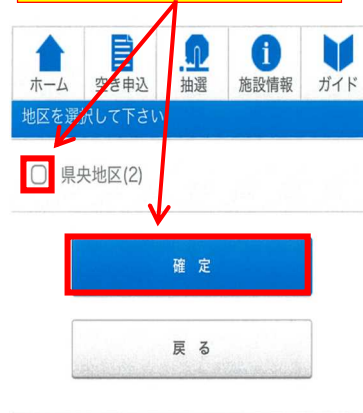 ホーム 空き申込 抽選 施設情報 ガイド
地区を選択して下さい
県央地区(2)
確 定
戻 る